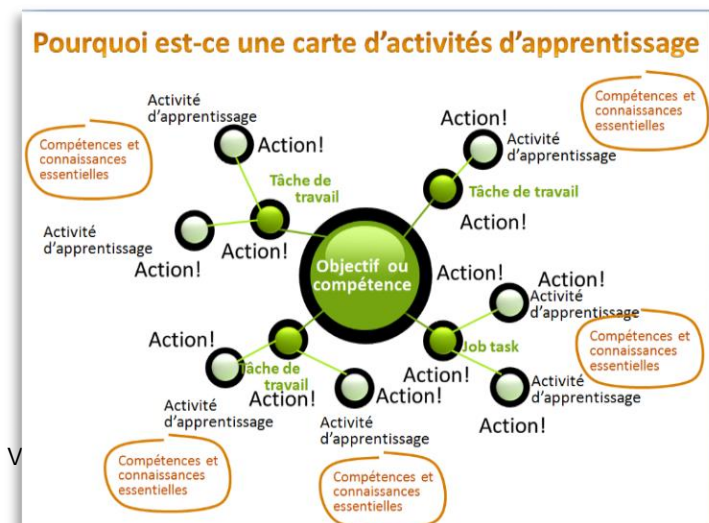 Pourquoi est-ce une carte d'activités d'apprentissage
Activité
d'apprentissage
Action!
Compétences et
connaissances
essentielles
Tâche de
travail
Activité
d'apprentissage
Action!
Action!
Action!
Activité
d'apprentissage
Compétences et
connaissances
essentielles
Tâche de travail
Action!
Objectif ou
compétence
Action!
Action!
Activité
d'apprentissage
Compétences et
connaissances
essentielles
Job task
Action!
Activité
d'apprentissage
Action!
Action!
Tâche de
travail
Action!
Activité
d'apprentissage
Action!
Activité
d'apprentissage
Compétences et
connaissances
essentielles
Compétences et
connaissances
essentielles
V